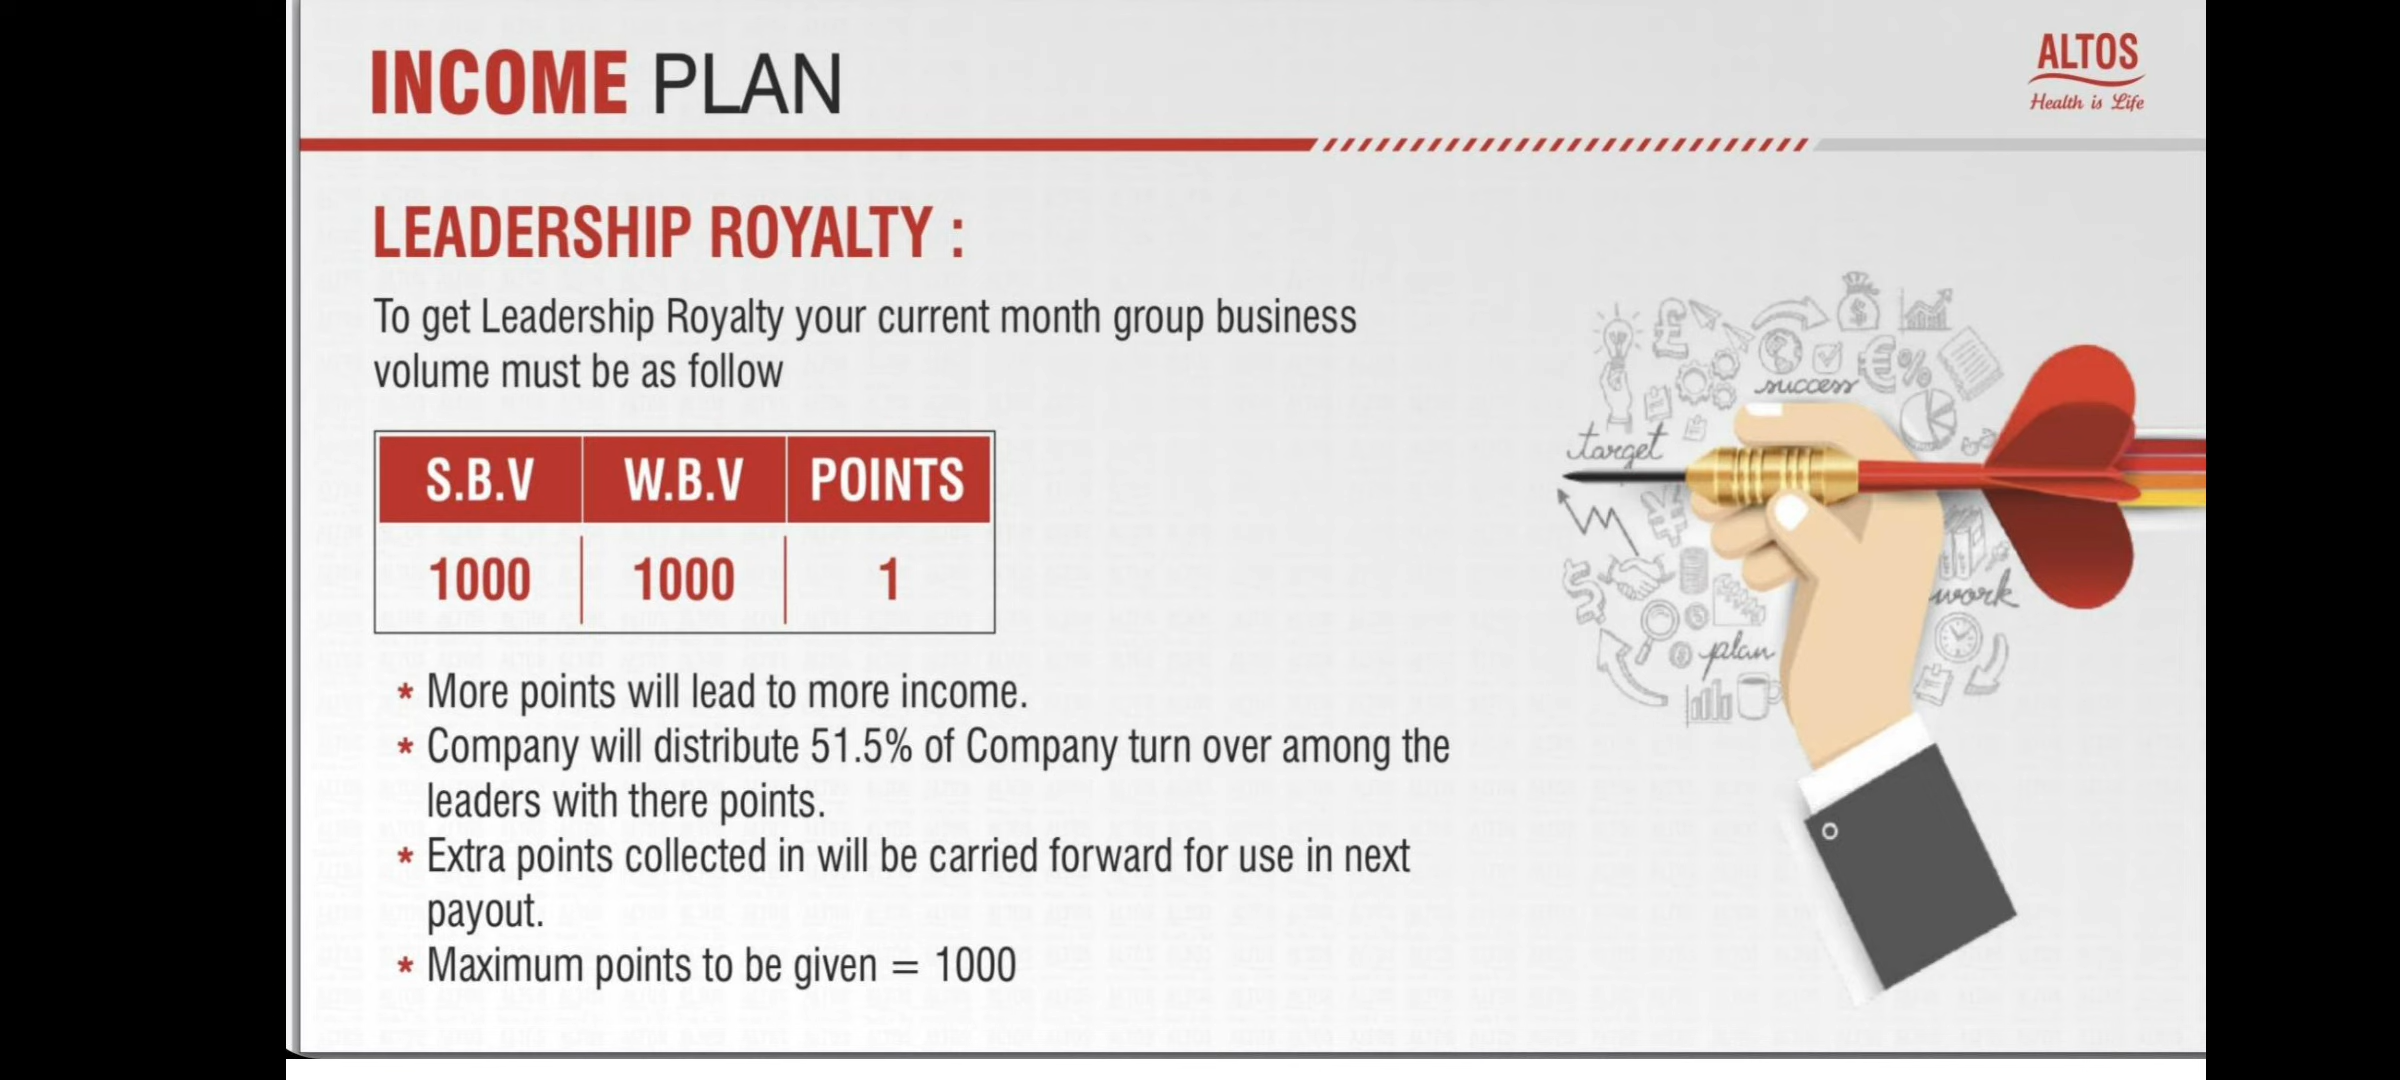 INCOME PLAN
ALTOS
Health is Life
LEADERSHIP ROYALTY :
To get Leadership Royalty your current month group business
volume must be as follow
S.B.V W.B.V POINTS
1000 1000 1
* More points will lead to more income.
* Company will distribute 51.5% of Company turn over among the
leaders with there points.
* Extra points collected in will be carried forward for use in next
payout.
* Maximum points to be given = 1000
success
target
work
plan